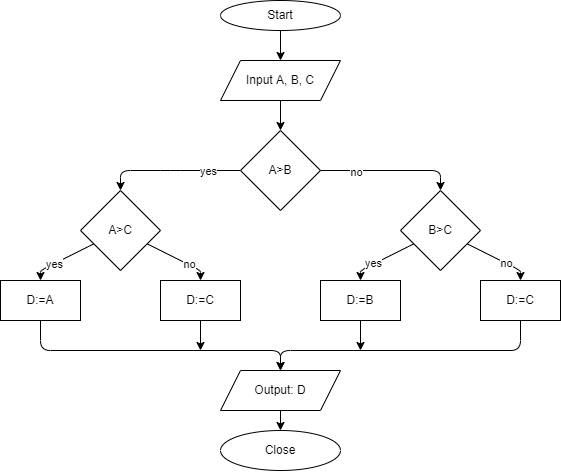 Start
Input A, B, C
A>B
yes
no
A>C
B>C
yes
no
yes
no
D:=A
D:=C
D:=B
D:=C
Output: D
Close